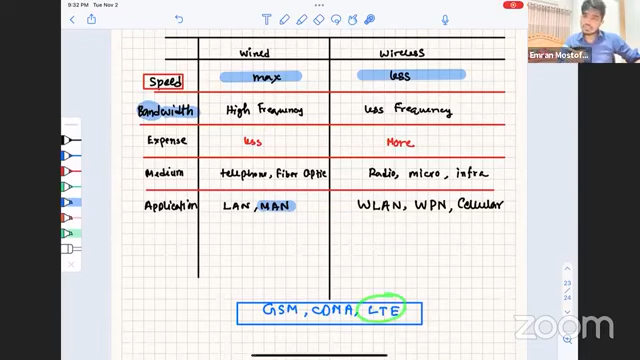 9:32 PM Tue Nov 2
Emran Mostof...
Wired Wireless
Speed max less
Bandwidth High Frequency less Frequency
Expense less More
Medium telephone, Fiber Optic Radio, micro, infra
Application LAN, MAN WLAN, WPN, Cellular
GSM, CDMA, LTE
23
24
zoom